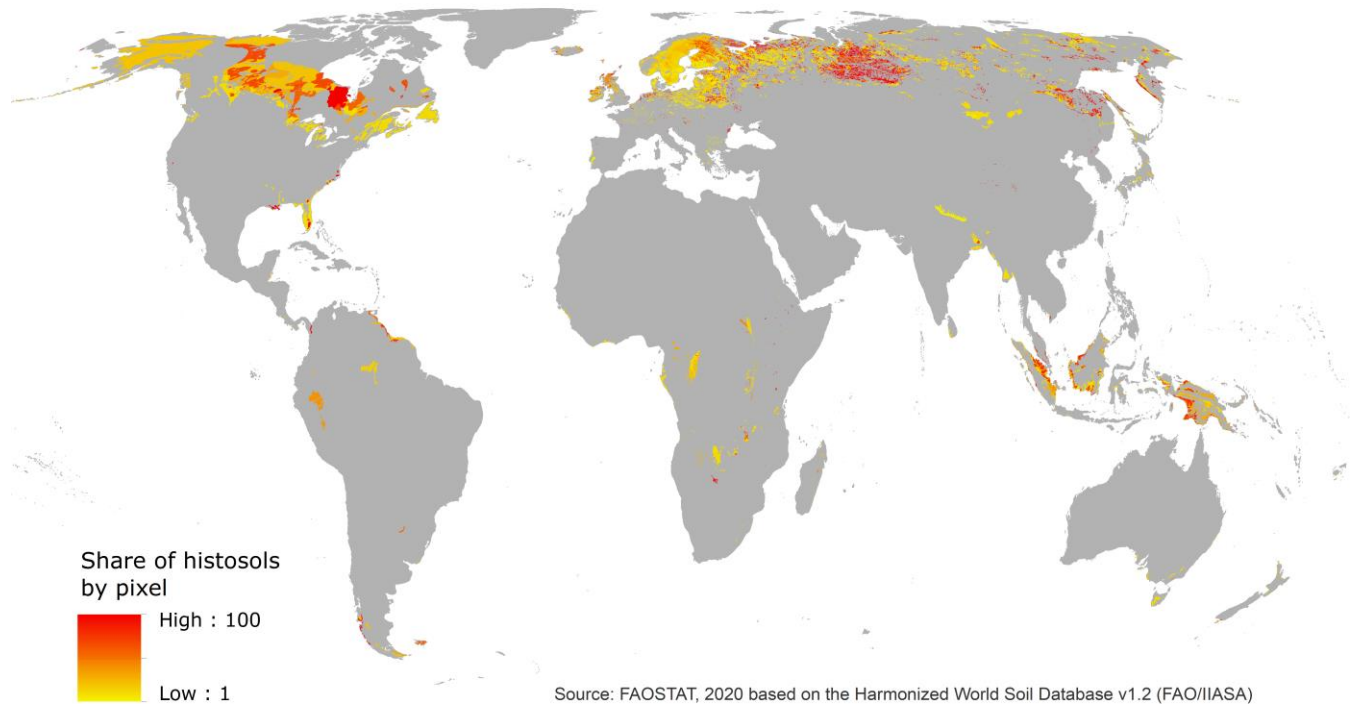 Share of histosols
by pixel
High : 100
Low : 1
Source: FAOSTAT, 2020 based on the Harmonized World Soil Database v1.2 (FAO/IIASA)